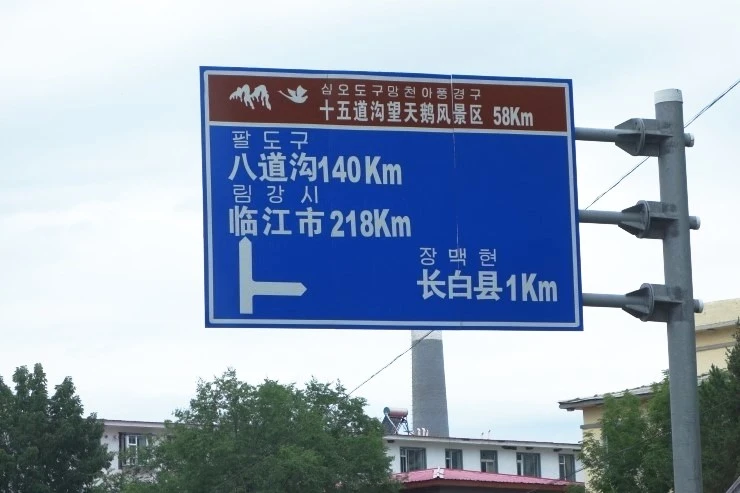 십오도구망천아풍경구
十五道沟望天鹅风景区 58Km
팔도구
八道沟140Km
림강시
临江市218Km
장백현
长白县1Km